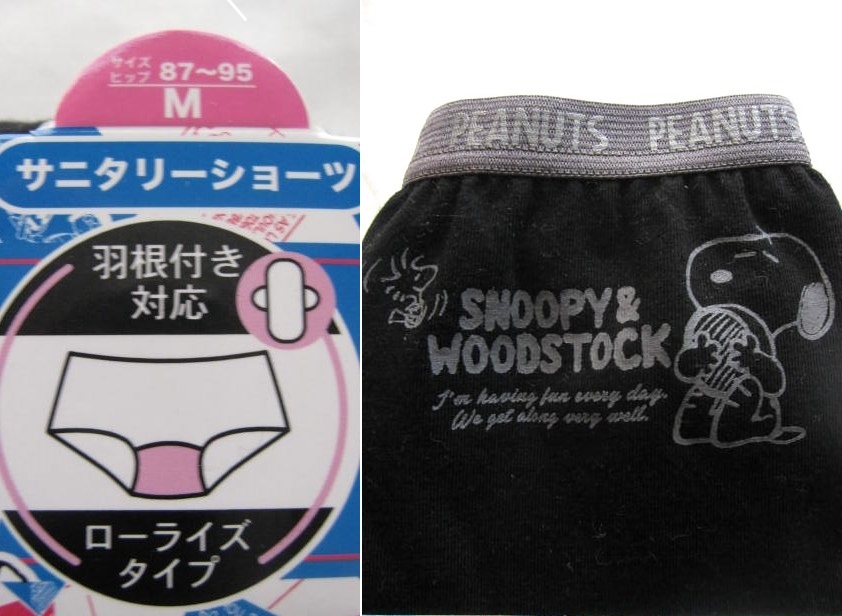 サイズ
ヒップ 87～95
M
サニタリーショーツ
羽根付き
対応
ローライズ
タイプ
PEANUTS PEANUTS
SNOOPY&
WOODSTOCK
I'm having fun every day.
We get along very well.